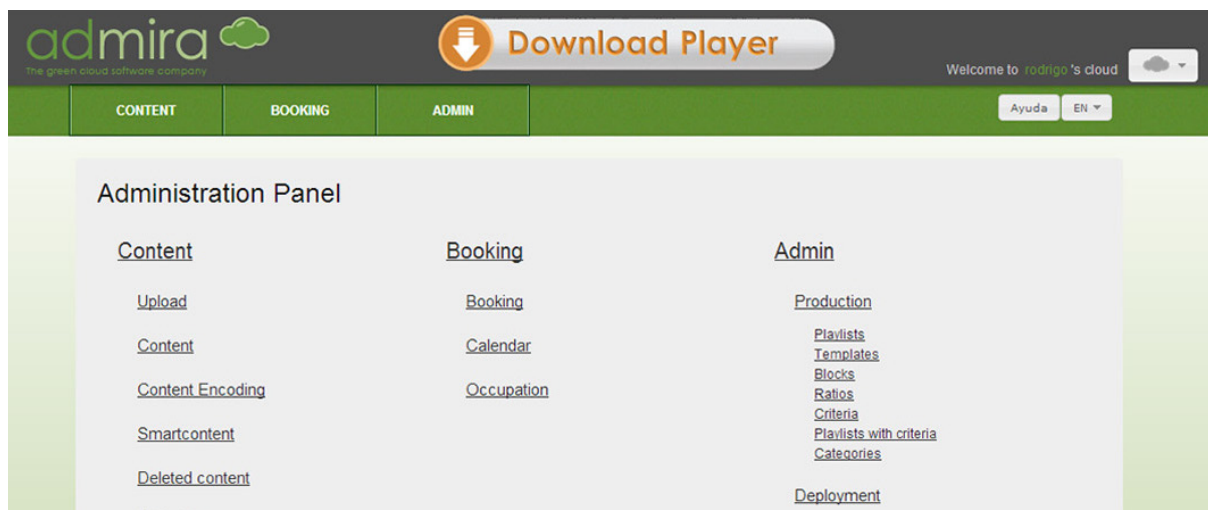 admira
The green cloud software company
Download Player
Welcome to rodrigo 's cloud
CONTENT BOOKING ADMIN
Ayuda EN
Administration Panel
Content
Upload
Content
Content Encoding
Smartcontent
Deleted content
Booking
Booking
Calendar
Occupation
Admin
Production
Playlists
Templates
Blocks
Ratios
Criteria
Playlists with criteria
Categories
Deployment